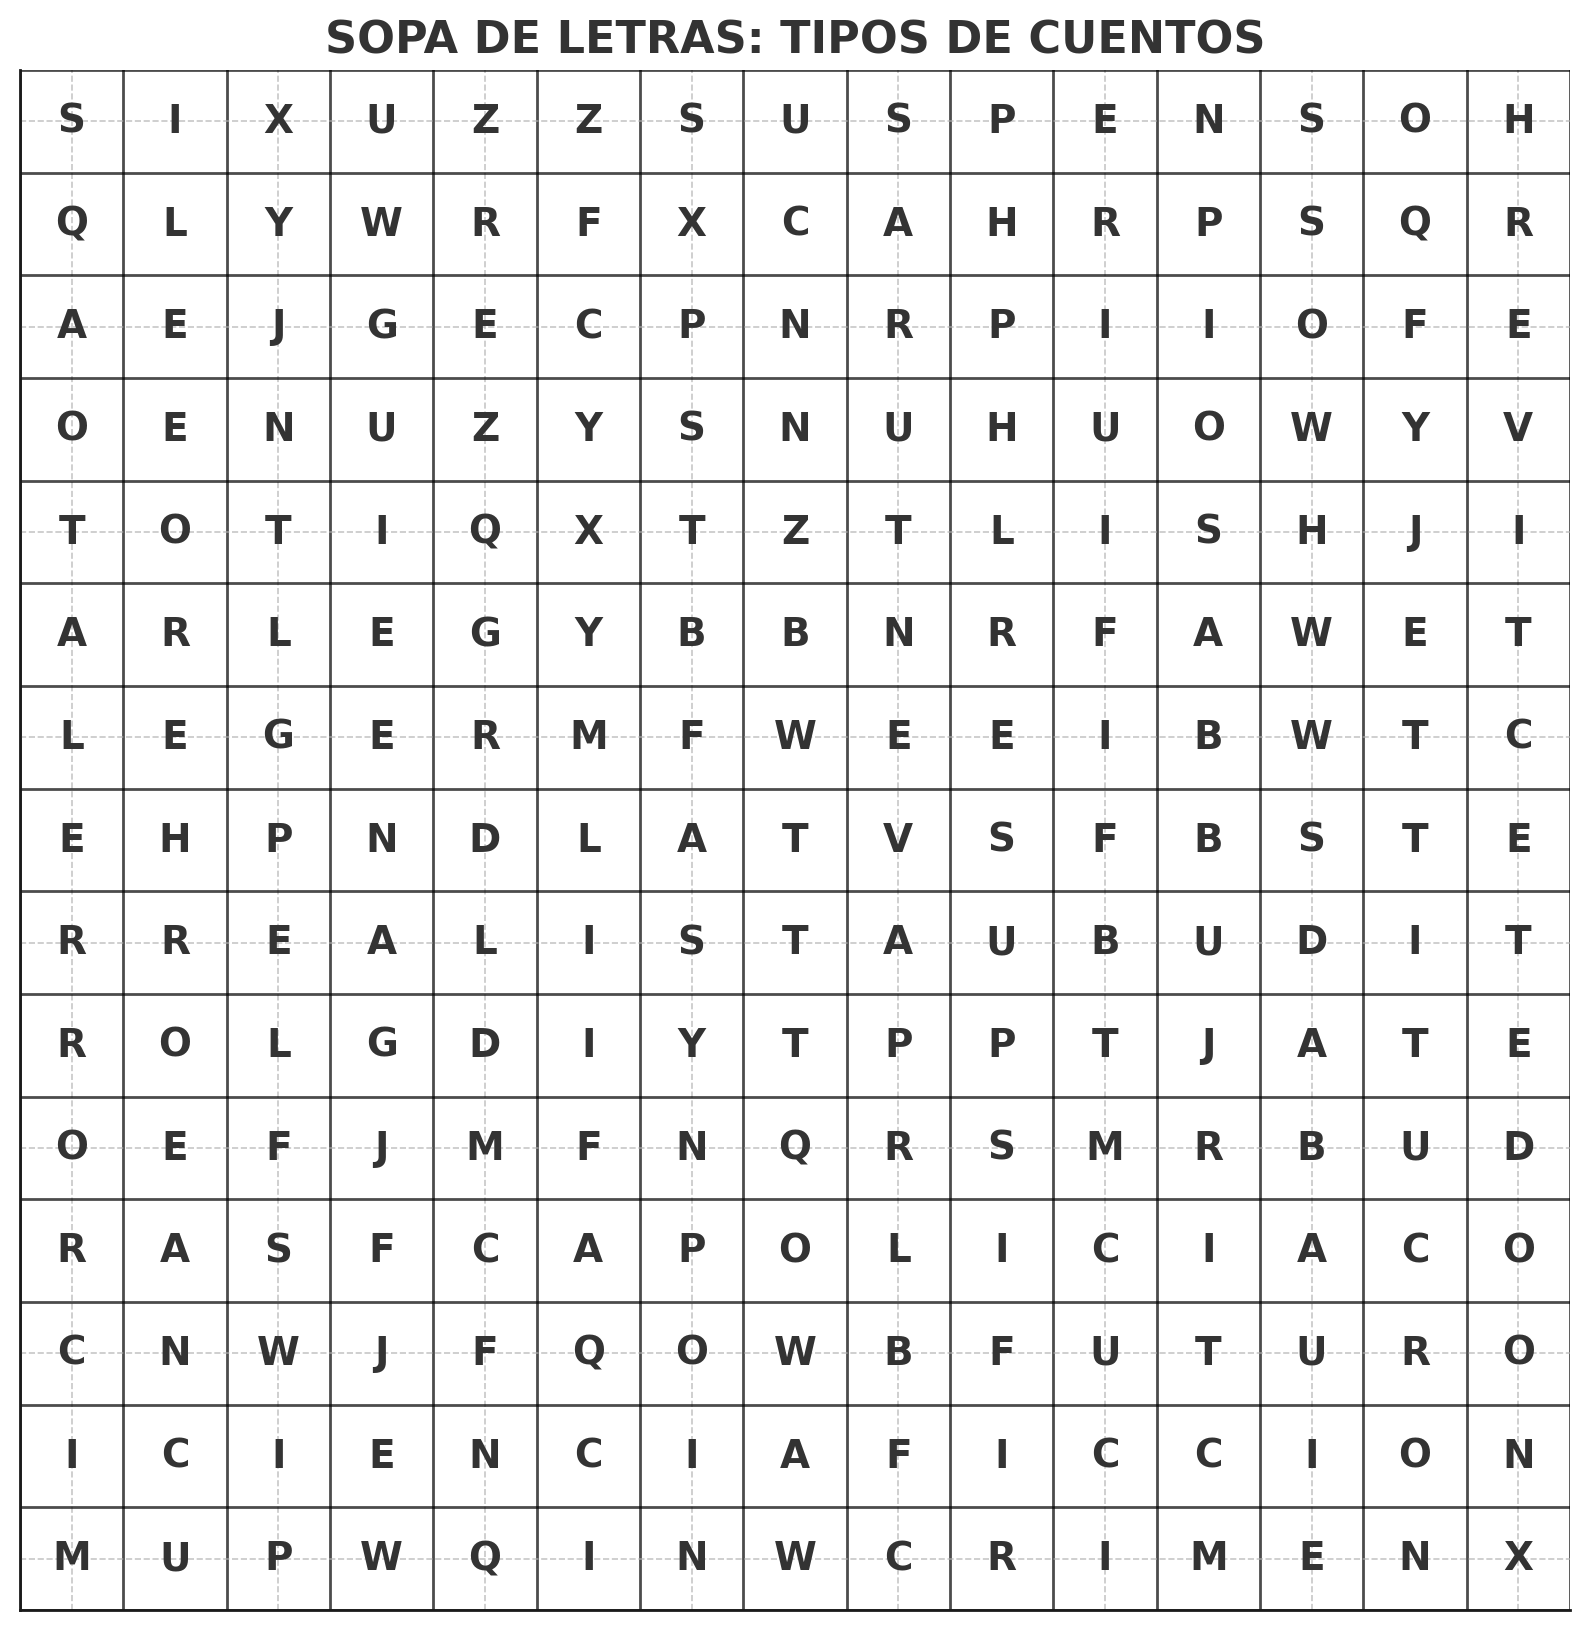 SOPA DE LETRAS: TIPOS DE CUENTOS
S I X U Z Z S U S P E N S O H
Q L Y W R F X C A H R P S Q R
A E J G E C P N R P I I O F E
O E N U Z Y S N U H U O W Y V
T O T I Q X T Z T L I S H J I
A R L E G Y B B N R F A W E T
L E G E R M F W E E I B W T C
E H P N D L A T V S F B S T E
R R E A L I S T A U B U D I T
R O L G D I Y T P P T J A T E
O E F J M F N Q R S M R B U D
R A S F C A P O L I C I A C O
C N W J F Q O W B F U T U R O
I C I E N C I A F I C C I O N
M U P W Q I N W C R I M E N X